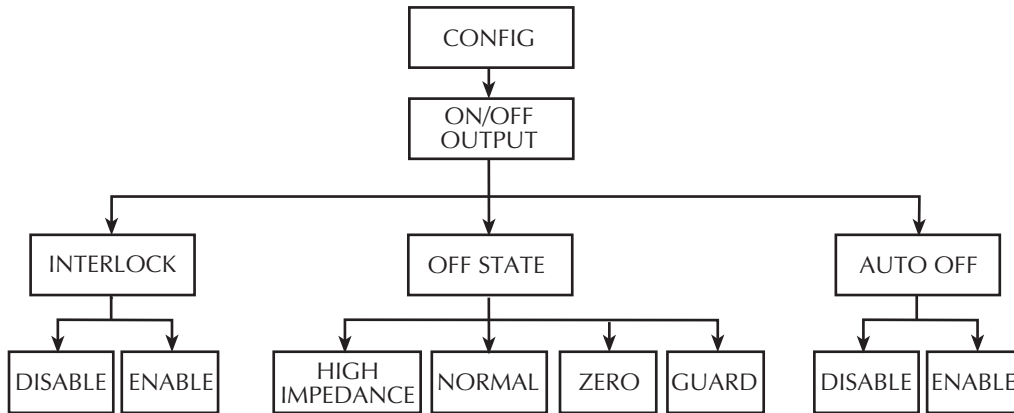 CONFIG
ON/OFF
OUTPUT
INTERLOCK
OFF STATE
AUTO OFF
DISABLE
ENABLE
HIGH
IMPEDANCE
NORMAL
ZERO
GUARD
DISABLE
ENABLE